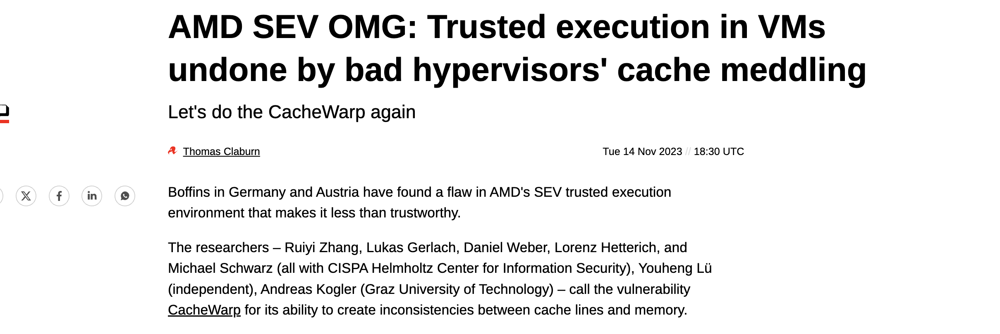 AMD SEV OMG: Trusted execution in VMs
undone by bad hypervisors' cache meddling
Let's do the CacheWarp again
Thomas Claburn
Tue 14 Nov 2023 // 18:30 UTC
Boffins in Germany and Austria have found a flaw in AMD's SEV trusted execution
environment that makes it less than trustworthy.
The researchers – Ruiyi Zhang, Lukas Gerlach, Daniel Weber, Lorenz Hetterich, and
Michael Schwarz (all with CISPA Helmholtz Center for Information Security), Youheng Lü
(independent), Andreas Kogler (Graz University of Technology) – call the vulnerability
CacheWarp for its ability to create inconsistencies between cache lines and memory.